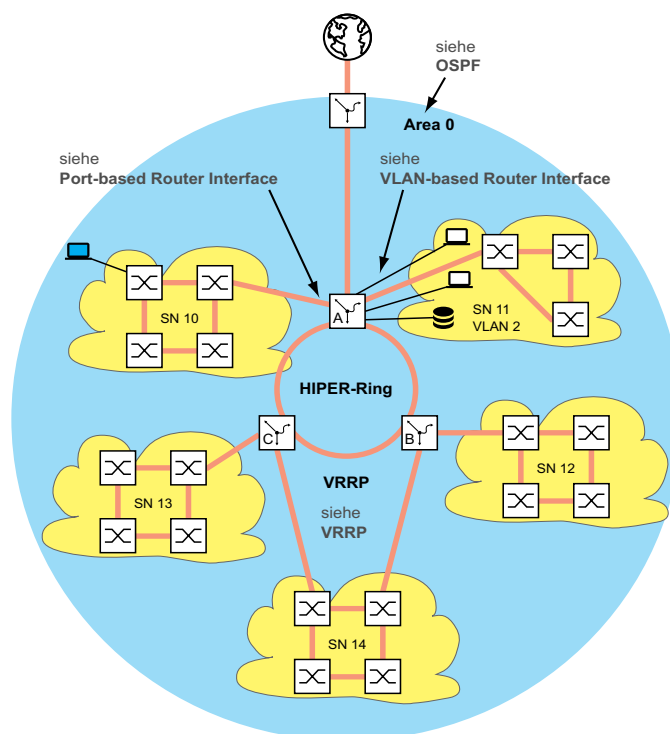 siehe
OSPF
Area 0
siehe
Port-based Router Interface
siehe
VLAN-based Router Interface
SN 10
A
SN 11
VLAN 2
HIPER-Ring
C
B
SN 13
VRRP
SN 12
siehe
VRRP
SN 14